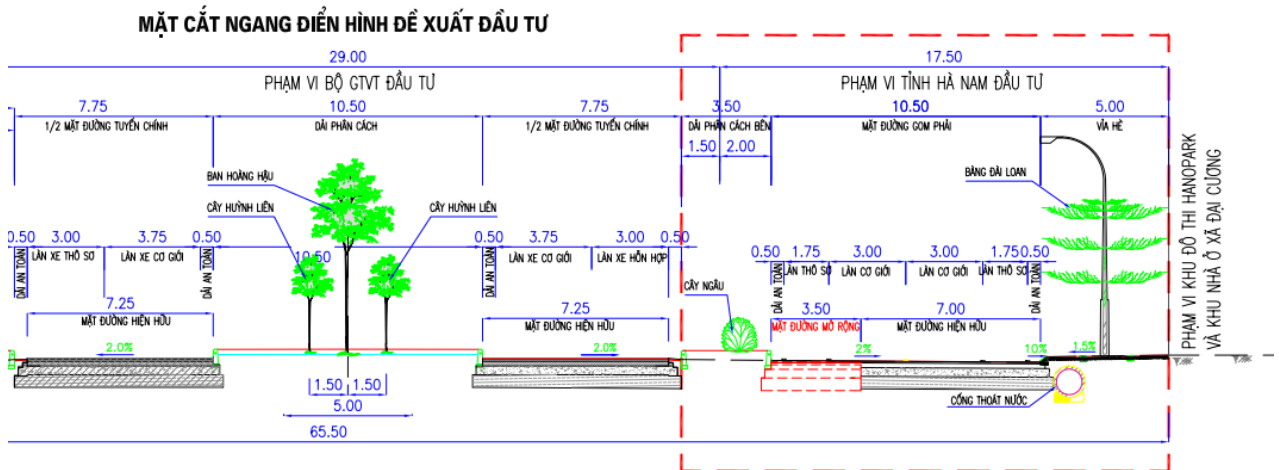 MẶT CẮT NGANG ĐIỂN HÌNH ĐỀ XUẤT ĐẦU TƯ
29.00 17.50
PHẠM VI BỘ GTVT ĐẦU TƯ PHẠM VI TỈNH HÀ NAM ĐẦU TƯ
7.75 10.50 7.75 3.50 10.50 5.00
1/2 MẶT ĐƯỜNG TUYẾN CHÍNH DẢI PHÂN CÁCH 1/2 MẶT ĐƯỜNG TUYẾN CHÍNH DẢI PHÂN CÁCH BÊN MẶT ĐƯỜNG GOM PHẢI VỈA HÈ
1.50 2.00
BAN HOÀNG HẬU BÀNG ĐÀI LOAN
CÂY HUỲNH LIÊN CÂY HUỲNH LIÊN
0.50 3.00 3.75 0.50 0.50 3.75 3.00 0.50
DẢI AN TOÀN LÀN XE THÔ SƠ LÀN XE CƠ GIỚI DẢI AN TOÀN 10.50 DẢI AN TOÀN LÀN XE CƠ GIỚI LÀN XE HỖN HỢP DẢI AN TOÀN
0.50 1.75 3.00 3.00 1.75 0.50
DẢI AN TOÀN LÀN THÔ SƠ LÀN CƠ GIỚI LÀN CƠ GIỚI LÀN THÔ SƠ DẢI AN TOÀN
CÂY NGÂU
7.25 7.25 3.50 7.00
MẶT ĐƯỜNG HIỆN HỮU MẶT ĐƯỜNG HIỆN HỮU MẶT ĐƯỜNG MỞ RỘNG MẶT ĐƯỜNG HIỆN HỮU
2.0% 2.0% 2% 10% 1.5%
1.50 1.50
5.00
CỐNG THOÁT NƯỚC
65.50
PHẠM VI KHU ĐÔ THỊ HANOPARK
VÀ KHU NHÀ Ở XÃ ĐẠI CƯƠNG